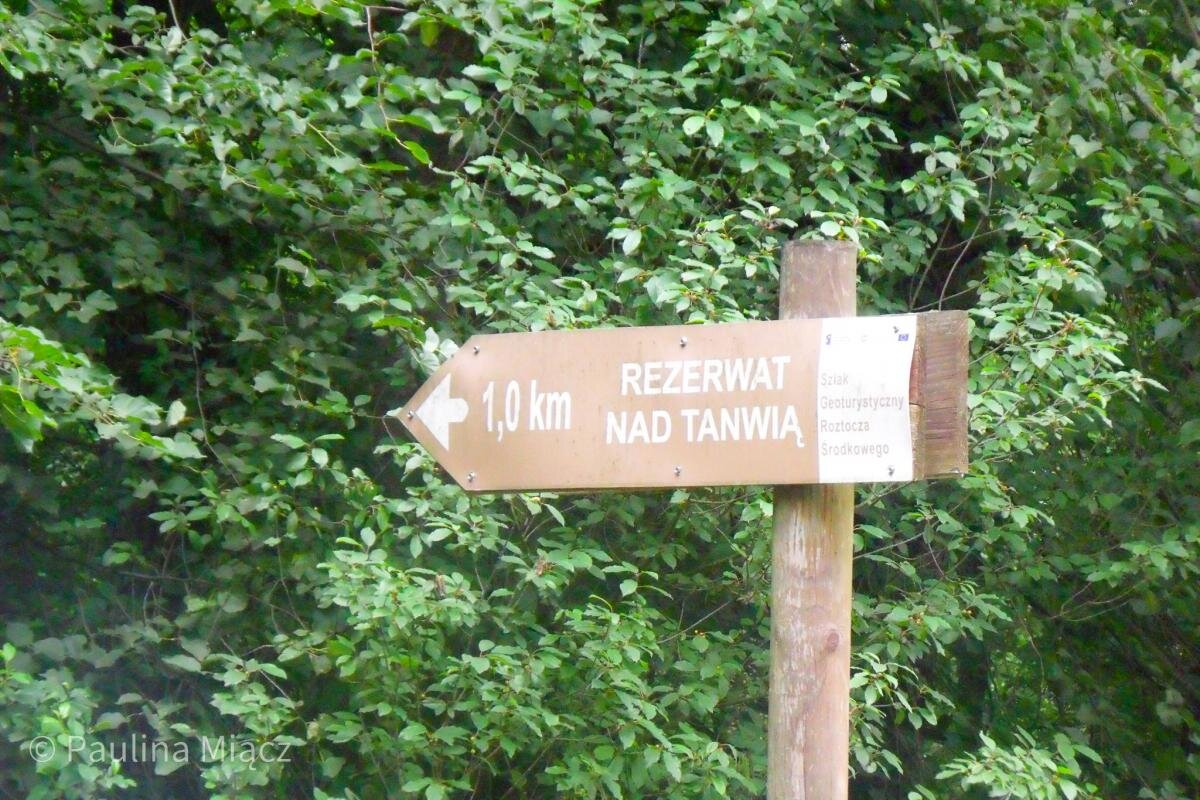 1,0 km
REZERWAT
NAD TANWIĄ
Szlak
Geoturystyczny
Roztocza
Środkowego
© Paulina Miącz